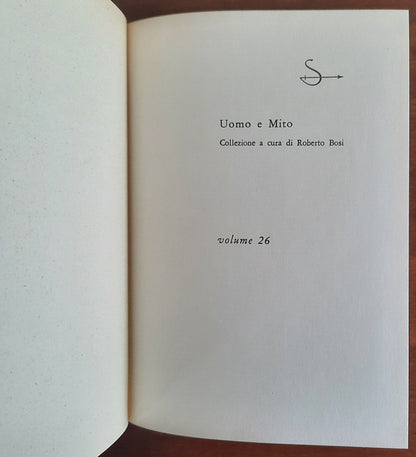 Uomo e Mito
Collezione a cura di Roberto Bosi
volume 26